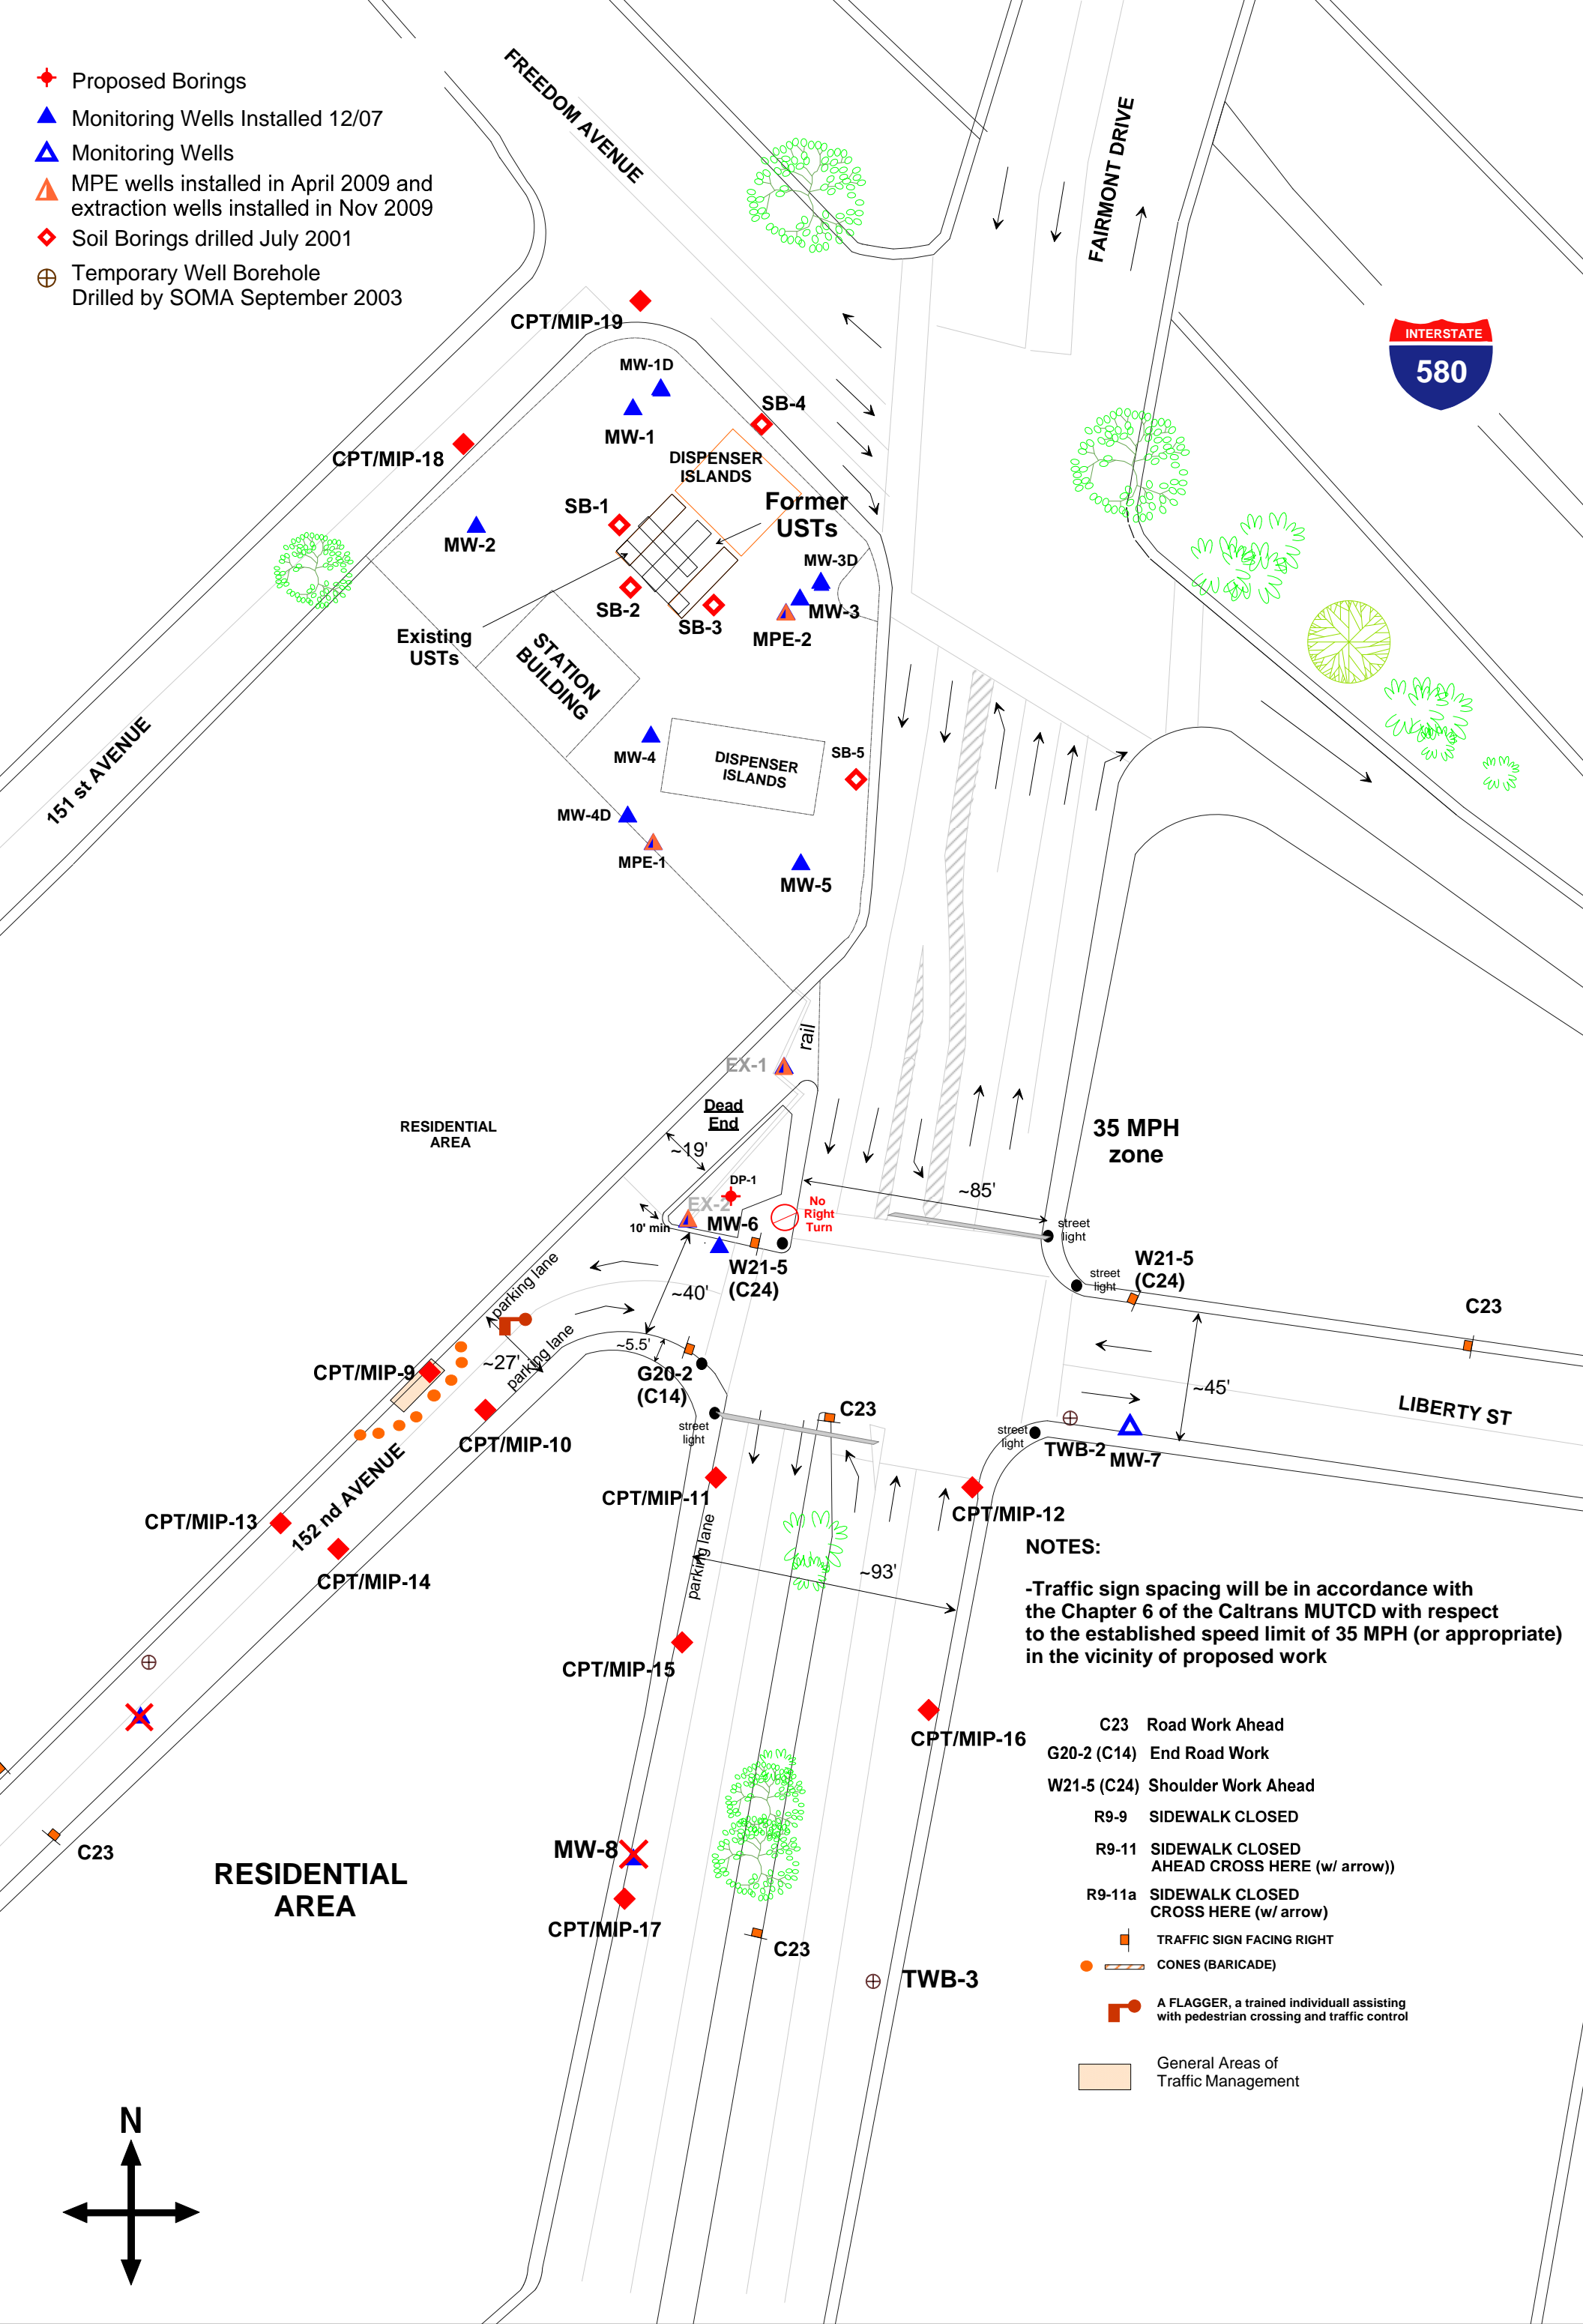 Proposed Borings
Monitoring Wells Installed 12/07
Monitoring Wells
MPE wells installed in April 2009 and
extraction wells installed in Nov 2009
Soil Borings drilled July 2001
Temporary Well Borehole
Drilled by SOMA September 2003
FREEDOM AVENUE
FAIRMONT DRIVE
INTERSTATE
580
CPT/MIP-19
MW-1D
MW-1
SB-4
CPT/MIP-18
DISPENSER
ISLANDS
Former
USTs
SB-1
MW-2
MW-3D
SB-2
MW-3
SB-3
MPE-2
Existing
USTs
STATION
BUILDING
151 st AVENUE
MW-4
DISPENSER
ISLANDS
SB-5
MW-4D
MPE-1
MW-5
rail
EX-1
Dead
End
RESIDENTIAL
AREA
35 MPH
zone
~19'
DP-1
~85'
EX-2
No
Right
Turn
10' min
MW-6
street
light
W21-5
(C24)
W21-5
(C24)
street
light
parking lane
~40'
C23
parking lane
~5.5'
~27'
CPT/MIP-9
G20-2
(C14)
~45'
LIBERTY ST
C23
street
light
street
light
TWB-2
MW-7
CPT/MIP-10
152 nd AVENUE
CPT/MIP-11
CPT/MIP-12
CPT/MIP-13
parking lane
CPT/MIP-14
~93'
NOTES:
-Traffic sign spacing will be in accordance with
the Chapter 6 of the Caltrans MUTCD with respect
to the established speed limit of 35 MPH (or appropriate)
in the vicinity of proposed work
CPT/MIP-15
CPT/MIP-16
C23 Road Work Ahead
G20-2 (C14) End Road Work
W21-5 (C24) Shoulder Work Ahead
R9-9 SIDEWALK CLOSED
R9-11 SIDEWALK CLOSED
AHEAD CROSS HERE (w/ arrow))
R9-11a SIDEWALK CLOSED
CROSS HERE (w/ arrow)
TRAFFIC SIGN FACING RIGHT
CONES (BARICADE)
A FLAGGER, a trained individuall assisting
with pedestrian crossing and traffic control
General Areas of
Traffic Management
C23
MW-8
RESIDENTIAL
AREA
CPT/MIP-17
C23
TWB-3
N